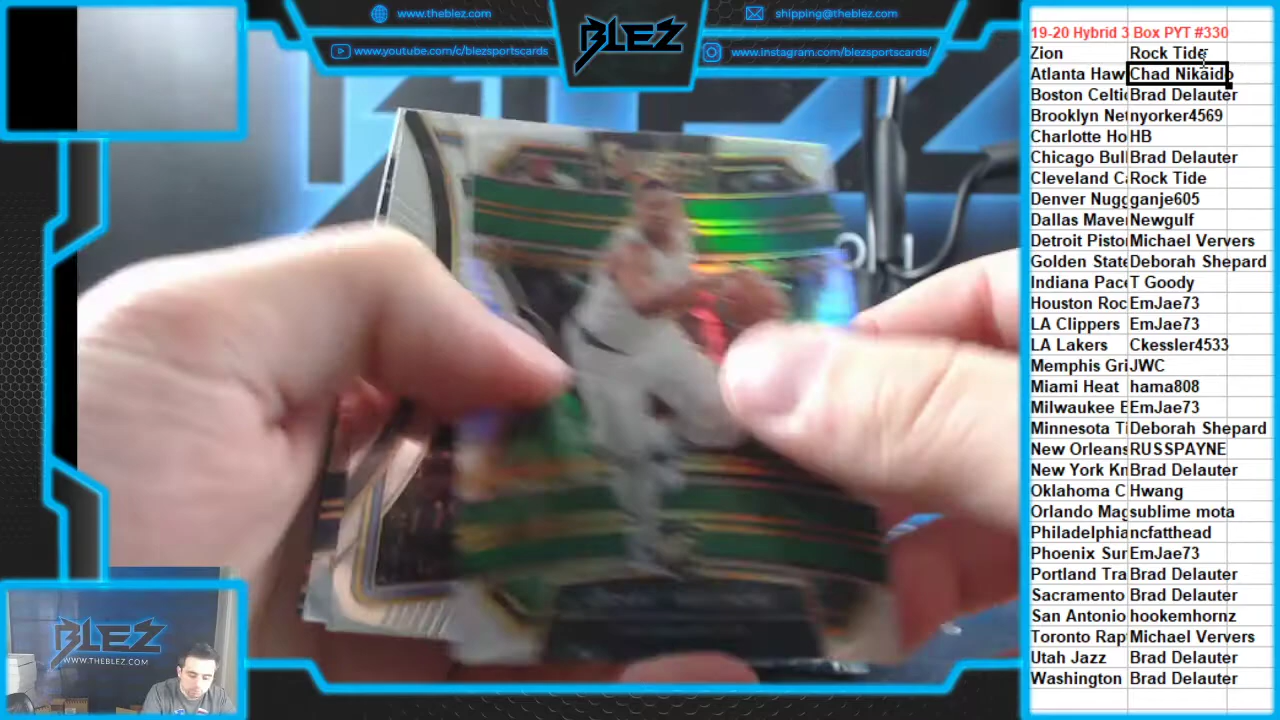 www.theblez.com
www.youtube.com/c/blezsportscards
BLEZ
shipping@theblez.com
www.instagram.com/blezsportscards/
19-20 Hybrid 3 Box PYT #330
Zion Rock Tide
Atlanta Haw Chad Nikaido
Boston Celtic Brad Delauter
Brooklyn Net nyorker4569
Charlotte Ho HB
Chicago Bull Brad Delauter
Cleveland Ca Rock Tide
Denver Nugg ganje605
Dallas Maver Newgulf
Detroit Pisto Michael Ververs
Golden State Deborah Shepard
Indiana Pace T Goody
Houston Roc EmJae73
LA Clippers EmJae73
LA Lakers Ckessler4533
Memphis Gri JWC
Miami Heat hama808
Milwaukee B EmJae73
Minnesota Ti Deborah Shepard
New Orleans RUSSPAYNE
New York Kn Brad Delauter
Oklahoma C Hwang
Orlando Mag sublime mota
Philadelphia ncfatthead
Phoenix Sun EmJae73
Portland Tra Brad Delauter
Sacramento Brad Delauter
San Antonio hookemhornz
Toronto Rap Michael Ververs
Utah Jazz Brad Delauter
Washington Brad Delauter
BLEZ
WWW.THEBLEZ.COM